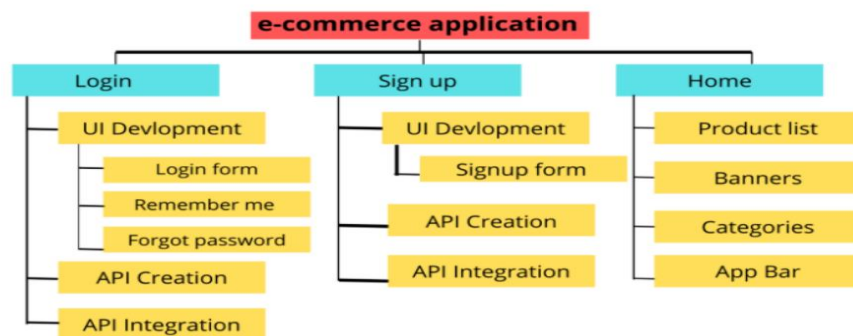 e-commerce application
Login
UI Devlopment
Login form
Remember me
Forgot password
API Creation
API Integration
Sign up
UI Devlopment
Signup form
API Creation
API Integration
Home
Product list
Banners
Categories
App Bar